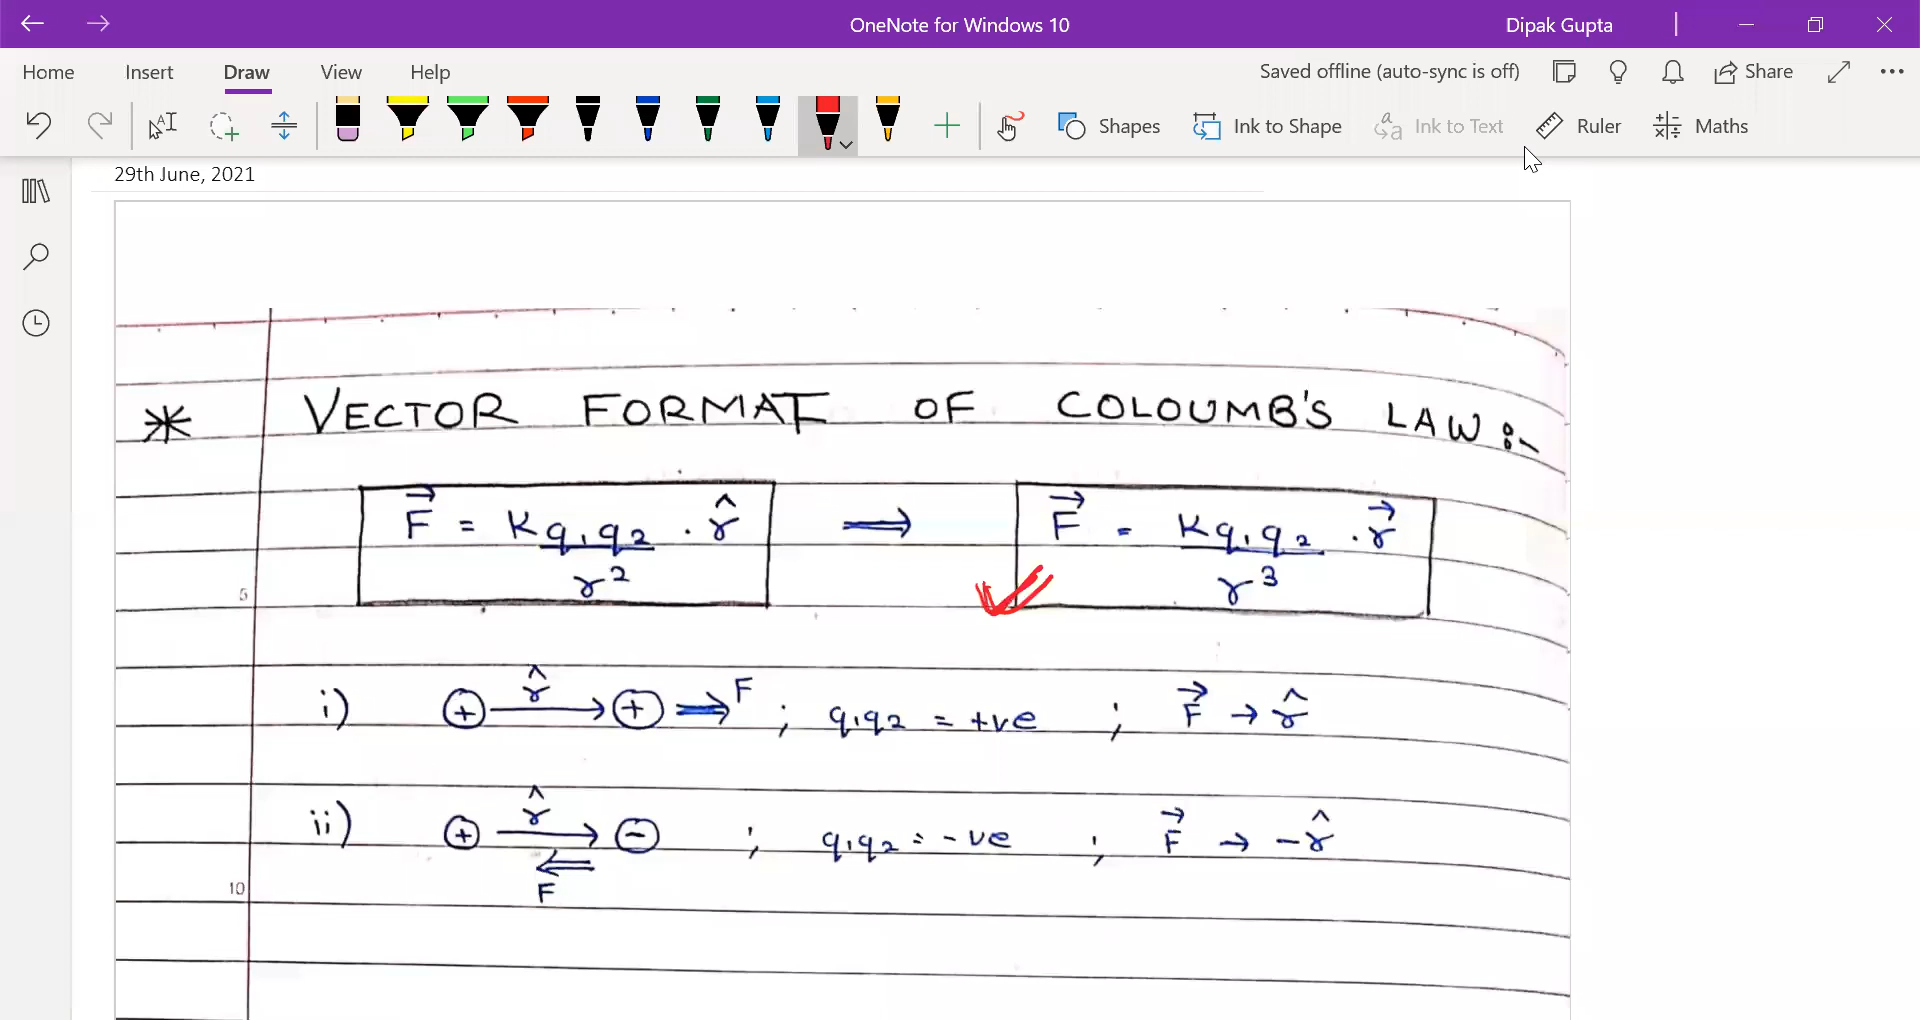 OneNote for Windows 10
Dipak Gupta
Home Insert Draw View Help
Saved offline (auto-sync is off) Share
Shapes Ink to Shape Ink to Text Ruler Maths
29th June, 2021
VECTOR FORMAT OF COLOUMB'S LAW :-
F⃗ = Kq₁q₂/r² . r̂ ⟹ F⃗ = Kq₁q₂/r³ . r⃗
5
i) ⊕ r̂ → ⊕ ⇒ F ; q₁q₂ = +ve ; F⃗ → r̂
ii) ⊕ r̂ → ⊖ ; q₁q₂ = -ve ; F⃗ → -r̂
⇐ F
10